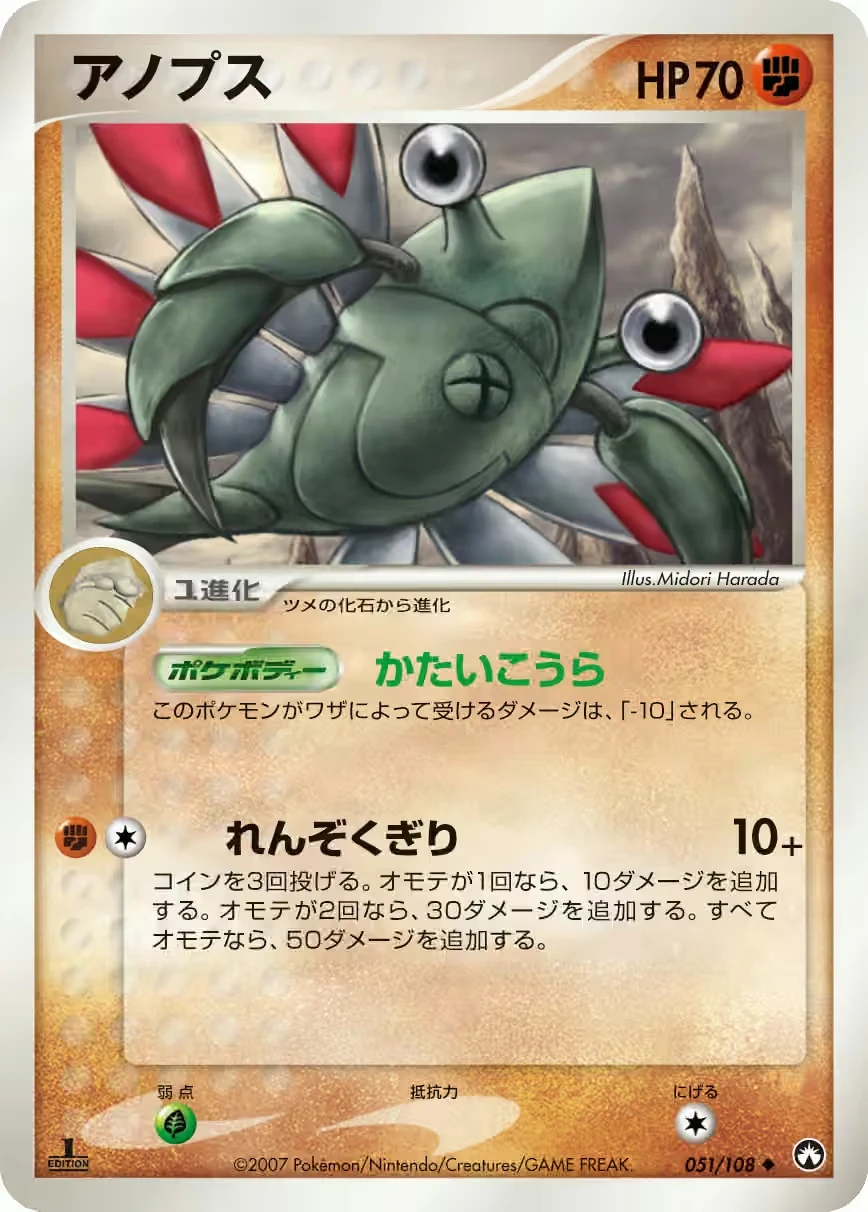 アノプス
HP70
Illus.Midori Harada
1進化
ツメの化石から進化
ポケボディー かたいこうら
このポケモンがワザによって受けるダメージは、「-10」される。
れんぞくぎり 10+
コインを3回投げる。オモテが1回なら、10ダメージを追加
する。オモテが2回なら、30ダメージを追加する。すべて
オモテなら、50ダメージを追加する。
弱点 抵抗力 にげる
1
EDITION
©2007 Pokémon/Nintendo/Creatures/GAME FREAK.
051/108